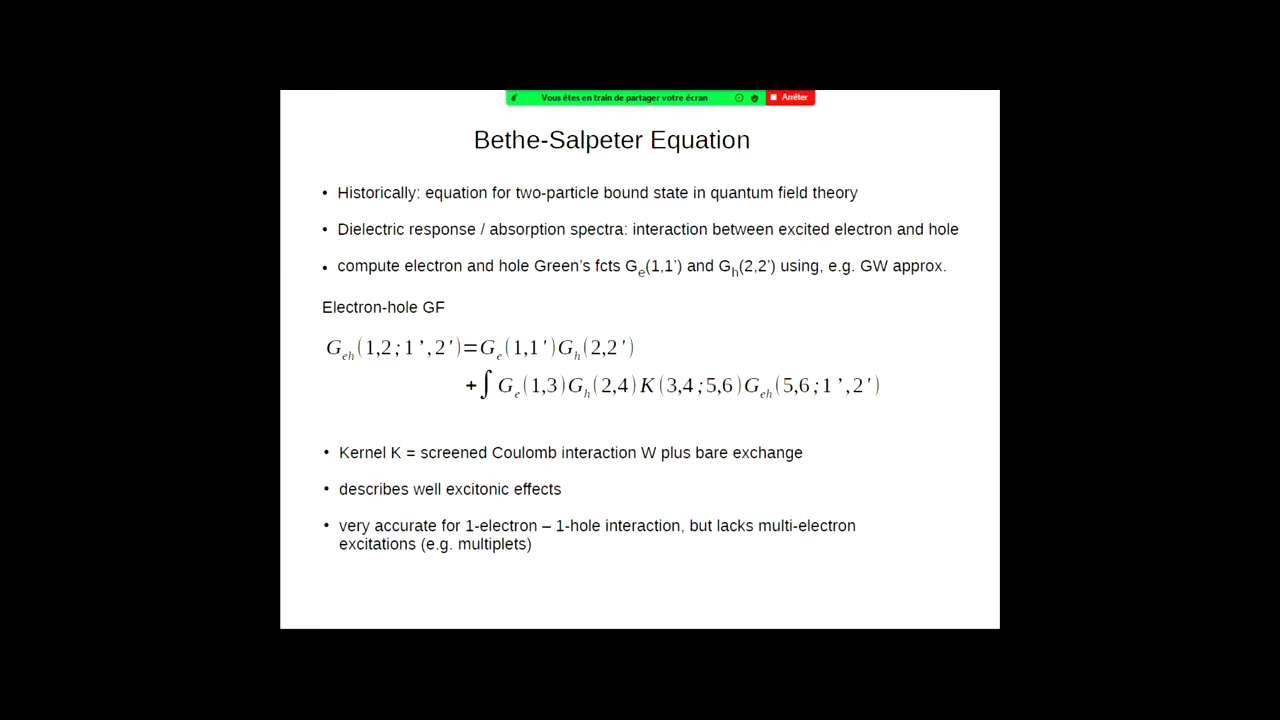 Vous êtes en train de partager votre écran Arrêter
Bethe-Salpeter Equation
• Historically: equation for two-particle bound state in quantum field theory
• Dielectric response / absorption spectra: interaction between excited electron and hole
• compute electron and hole Green's fcts Ge(1,1') and Gh(2,2') using, e.g. GW approx.
Electron-hole GF
Geh(1,2;1',2')=Ge(1,1')Gh(2,2')
+∫Ge(1,3)Gh(2,4)K(3,4;5,6)Geh(5,6;1',2')
• Kernel K = screened Coulomb interaction W plus bare exchange
• describes well excitonic effects
• very accurate for 1-electron – 1-hole interaction, but lacks multi-electron
excitations (e.g. multiplets)